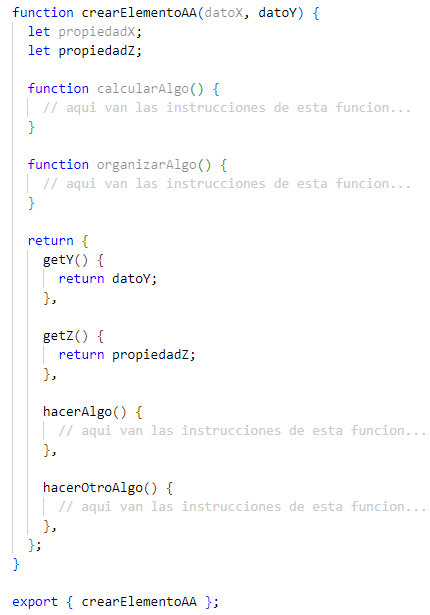 function crearElementoAA(datoX, datoY) {
  let propiedadX;
  let propiedadZ;

  function calcularAlgo() {
    // aqui van las instrucciones de esta funcion...
  }

  function organizarAlgo() {
    // aqui van las instrucciones de esta funcion...
  }

  return {
    getY() {
      return datoY;
    },

    getZ() {
      return propiedadZ;
    },

    hacerAlgo() {
      // aqui van las instrucciones de esta funcion...
    },

    hacerOtroAlgo() {
      // aqui van las instrucciones de esta funcion...
    },
  };
}

export { crearElementoAA };